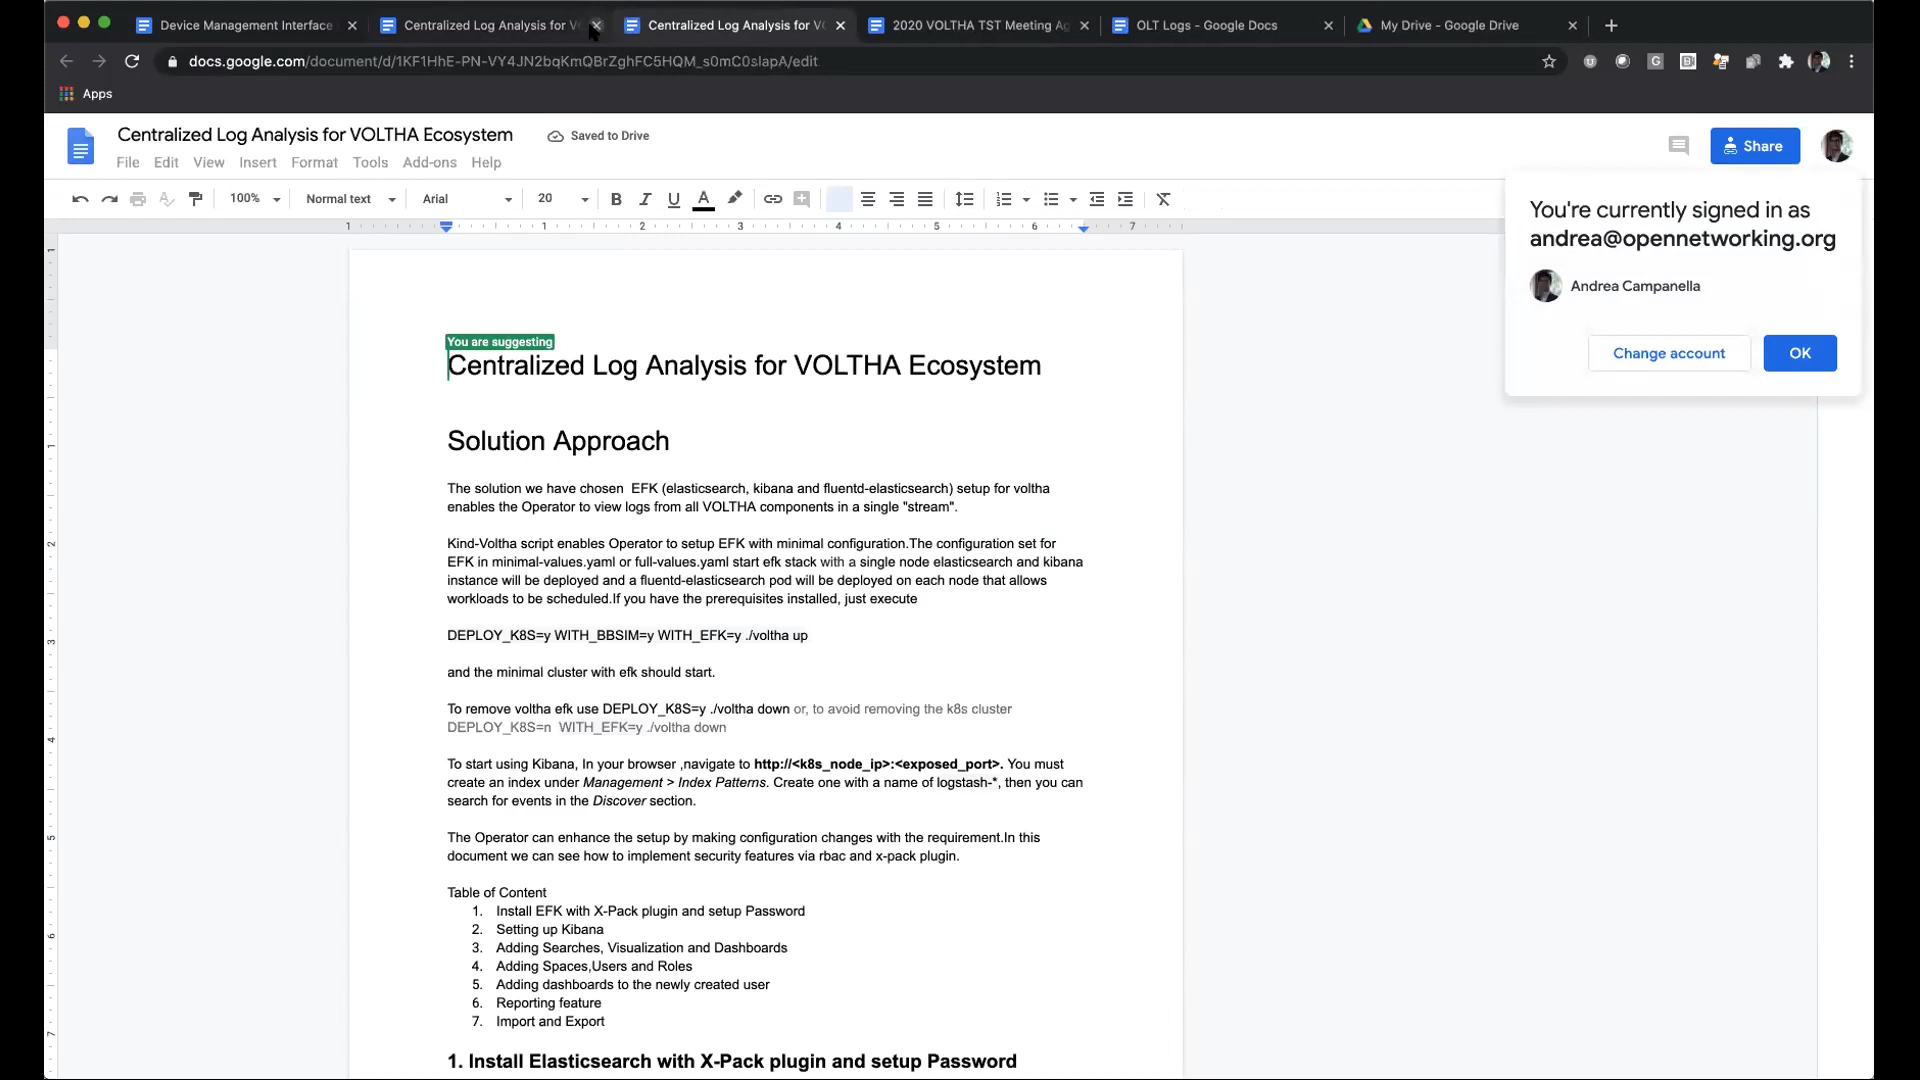 Device Management Interface
Centralized Log Analysis for VO
Centralized Log Analysis for VO
2020 VOLTHA TST Meeting Ag
OLT Logs - Google Docs
My Drive - Google Drive
docs.google.com/document/d/1KF1HhE-PN-VY4JN2bqKmQBrZghFC5HQM_s0mC0slapA/edit
Apps
Centralized Log Analysis for VOLTHA Ecosystem
Saved to Drive
File Edit View Insert Format Tools Add-ons Help
Share
100% Normal text Arial 20
You're currently signed in as
andrea@opennetworking.org
Andrea Campanella
Change account
OK
1 1 2 3 4 5 6 7
You are suggesting
Centralized Log Analysis for VOLTHA Ecosystem
Solution Approach
The solution we have chosen EFK (elasticsearch, kibana and fluentd-elasticsearch) setup for voltha
enables the Operator to view logs from all VOLTHA components in a single "stream".
Kind-Voltha script enables Operator to setup EFK with minimal configuration.The configuration set for
EFK in minimal-values.yaml or full-values.yaml start efk stack with a single node elasticsearch and kibana
instance will be deployed and a fluentd-elasticsearch pod will be deployed on each node that allows
workloads to be scheduled.If you have the prerequisites installed, just execute
DEPLOY_K8S=y WITH_BBSIM=y WITH_EFK=y ./voltha up
and the minimal cluster with efk should start.
To remove voltha efk use DEPLOY_K8S=y ./voltha down or, to avoid removing the k8s cluster
DEPLOY_K8S=n WITH_EFK=y ./voltha down
To start using Kibana, In your browser ,navigate to http://<k8s_node_ip>:<exposed_port>. You must
create an index under Management > Index Patterns. Create one with a name of logstash-*, then you can
search for events in the Discover section.
The Operator can enhance the setup by making configuration changes with the requirement.In this
document we can see how to implement security features via rbac and x-pack plugin.
Table of Content
1. Install EFK with X-Pack plugin and setup Password
2. Setting up Kibana
3. Adding Searches, Visualization and Dashboards
4. Adding Spaces,Users and Roles
5. Adding dashboards to the newly created user
6. Reporting feature
7. Import and Export
1. Install Elasticsearch with X-Pack plugin and setup Password